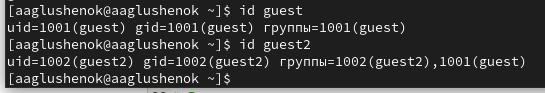 [aaglushenok@aaglushenok ~]$ id guest
uid=1001(guest) gid=1001(guest) группы=1001(guest)
[aaglushenok@aaglushenok ~]$ id guest2
uid=1002(guest2) gid=1002(guest2) группы=1002(guest2),1001(guest)
[aaglushenok@aaglushenok ~]$